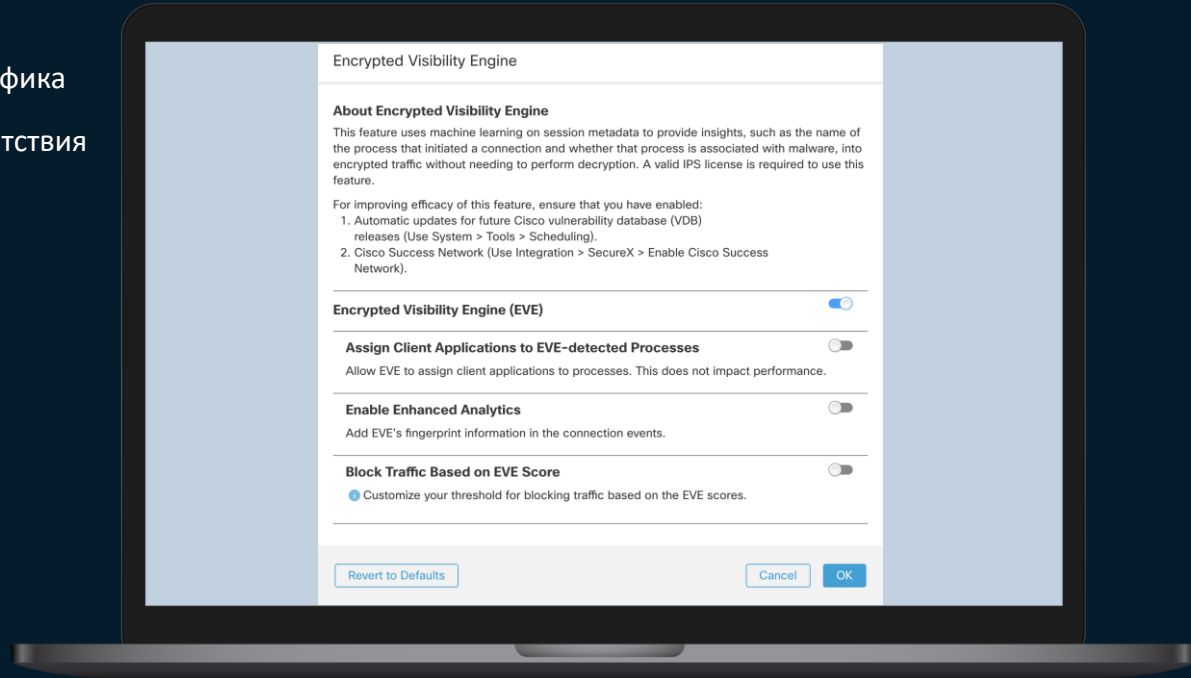 фика
тствия
Encrypted Visibility Engine
About Encrypted Visibility Engine
This feature uses machine learning on session metadata to provide insights, such as the name of
the process that initiated a connection and whether that process is associated with malware, into
encrypted traffic without needing to perform decryption. A valid IPS license is required to use this
feature.
For improving efficacy of this feature, ensure that you have enabled:
1. Automatic updates for future Cisco vulnerability database (VDB)
releases (Use System > Tools > Scheduling).
2. Cisco Success Network (Use Integration > SecureX > Enable Cisco Success
Network).
Encrypted Visibility Engine (EVE)
Assign Client Applications to EVE-detected Processes
Allow EVE to assign client applications to processes. This does not impact performance.
Enable Enhanced Analytics
Add EVE's fingerprint information in the connection events.
Block Traffic Based on EVE Score
Customize your threshold for blocking traffic based on the EVE scores.
Revert to Defaults Cancel OK